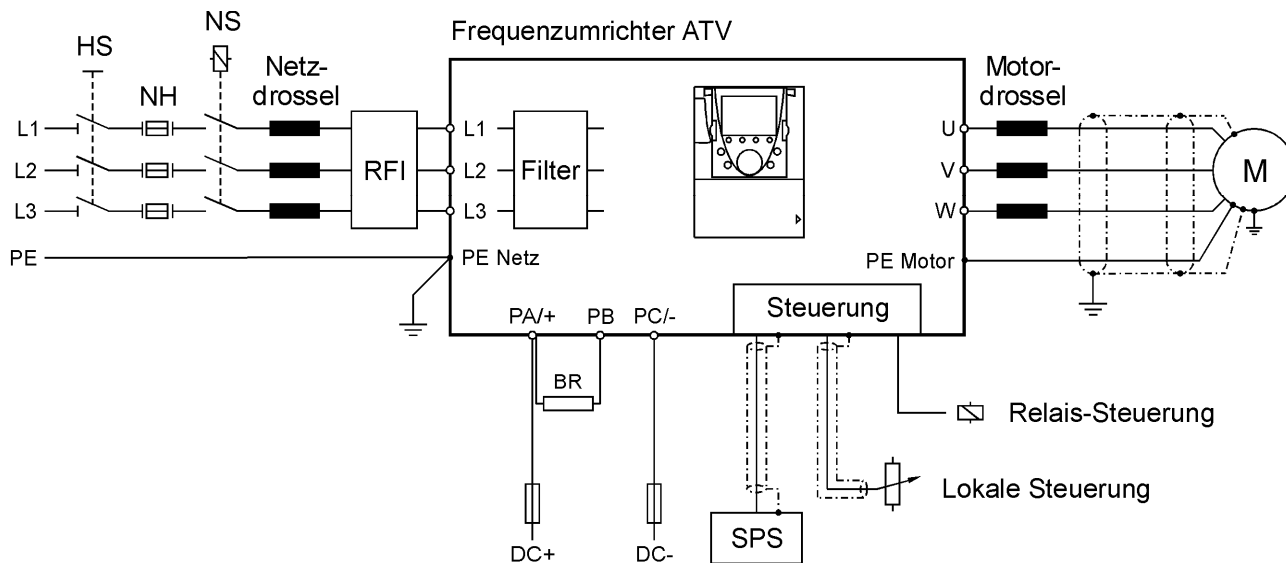 Frequenzumrichter ATV
HS
NS
NH
Netz-
drossel
Motor-
drossel
L1
L2
L3
PE
RFI
L1
L2
L3
Filter
PE Netz
U
V
W
PE Motor
M
PA/+
PB
PC/-
Steuerung
BR
Relais-Steuerung
Lokale Steuerung
SPS
DC+
DC-